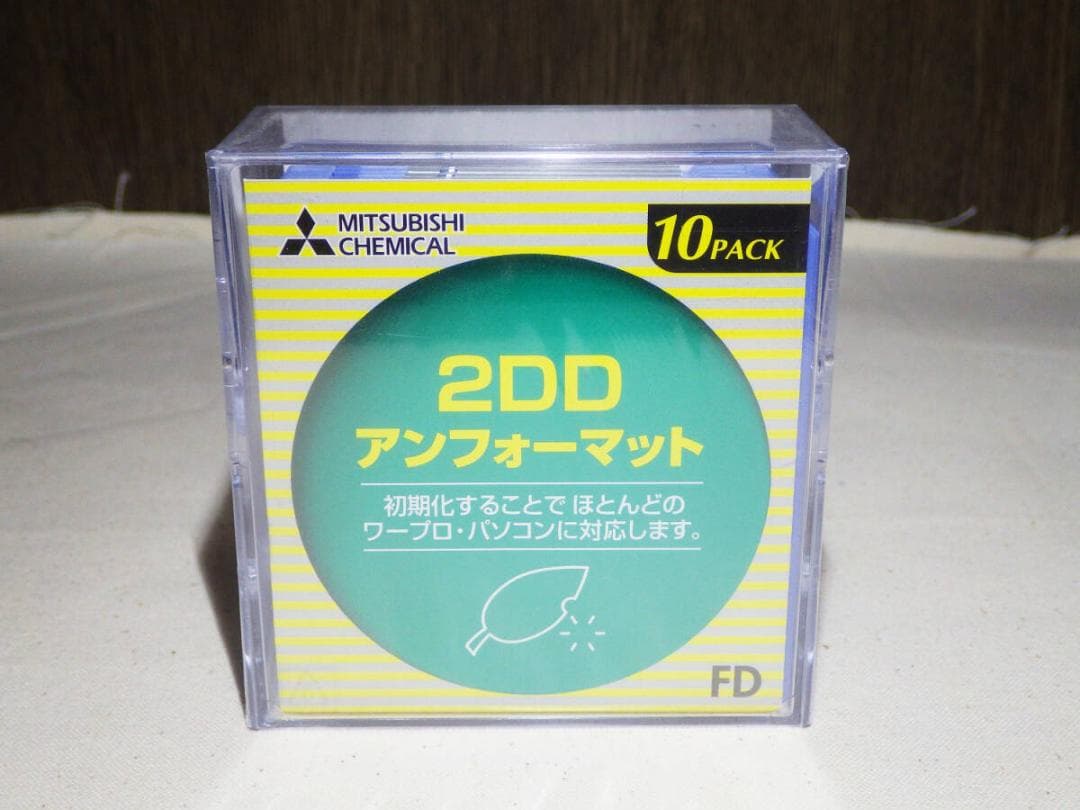 MITSUBISHI
CHEMICAL
10PACK
2DD
アンフォーマット
初期化することで ほとんどの
ワープロ・パソコンに対応します。
FD